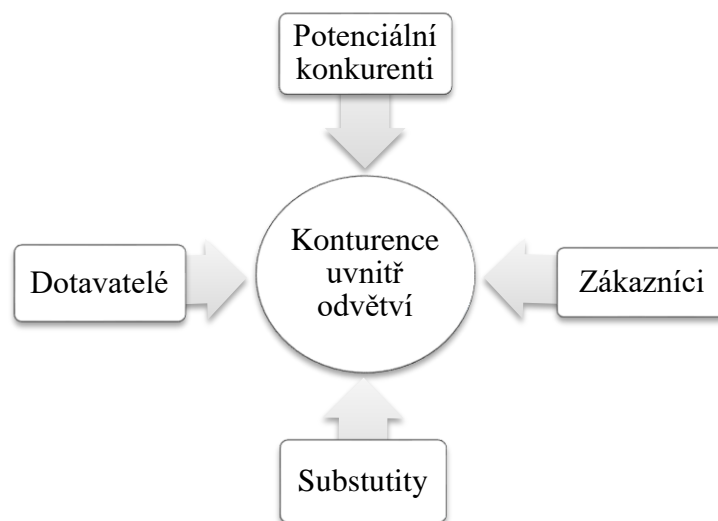 Potenciální
konkurenti
Dotavatelé
Konturence
uvnitř
odvětví
Zákazníci
Substutity